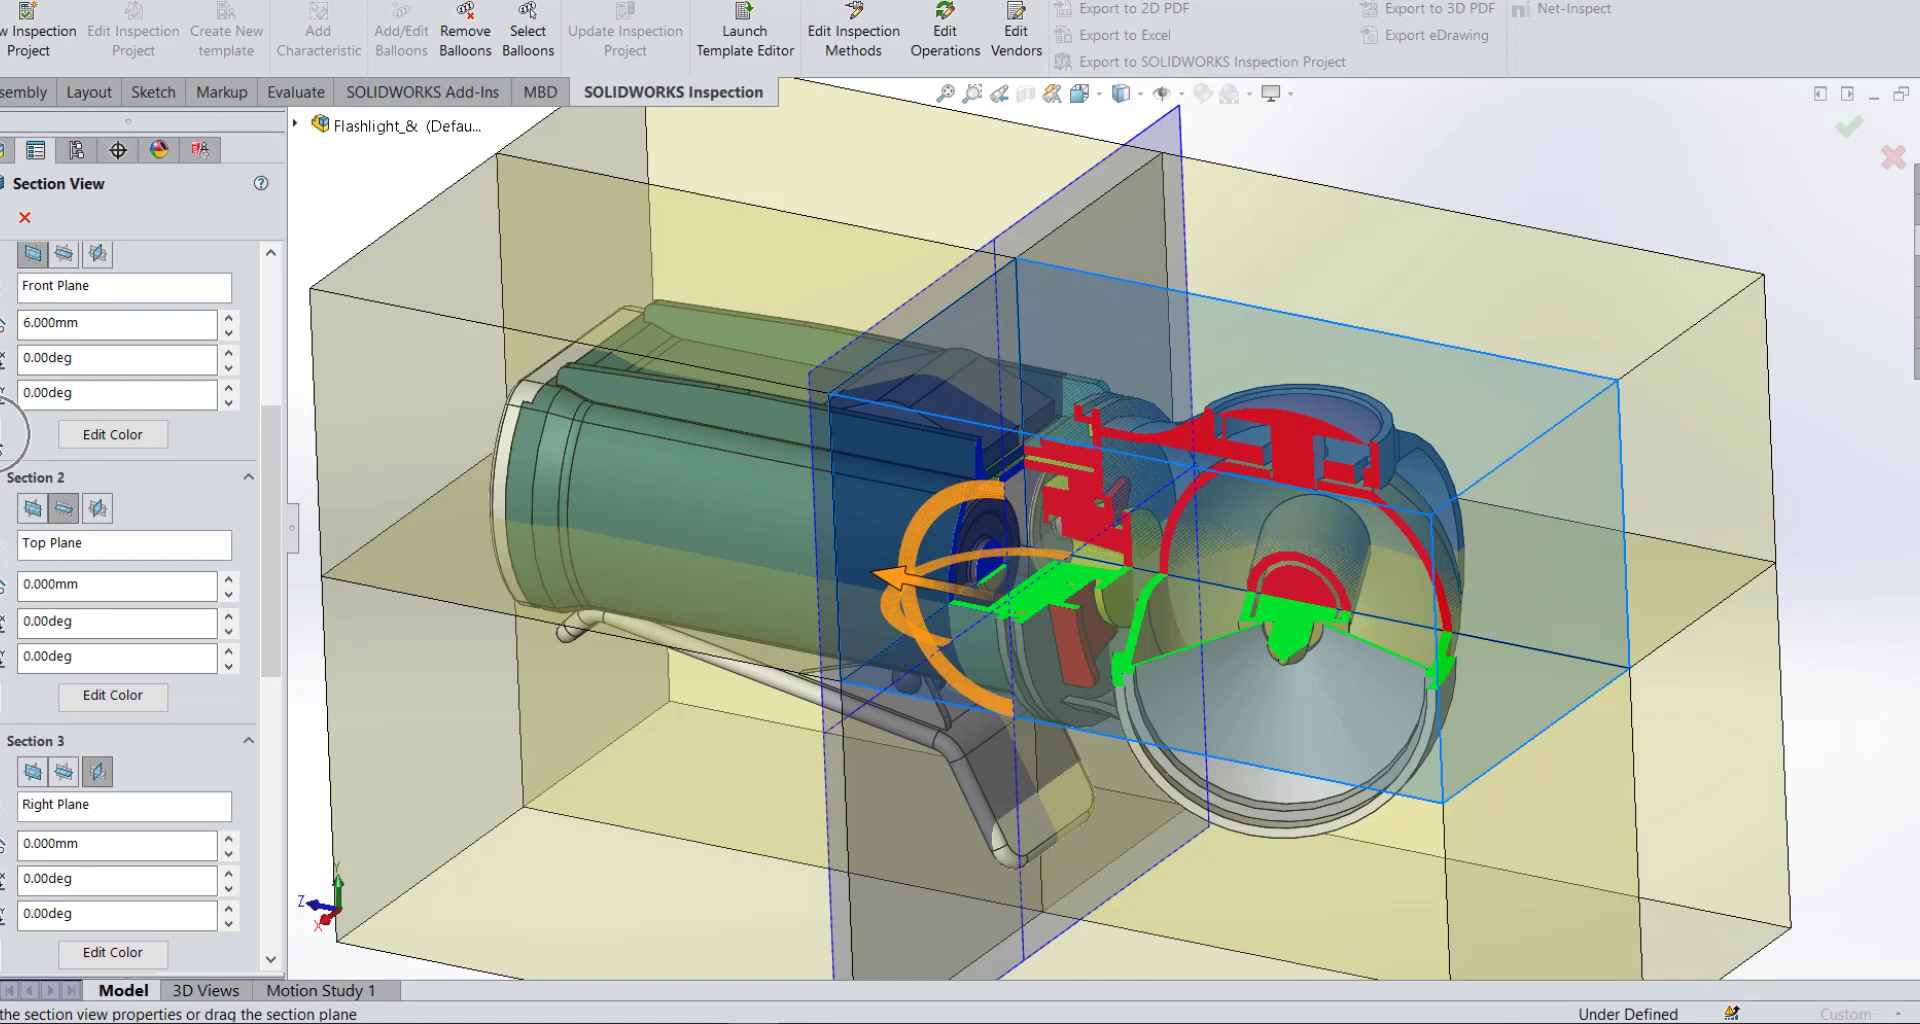 w Inspection Project
Edit Inspection Project
Create New template
Add Characteristic
Add/Edit Balloons
Remove Balloons
Select Balloons
Update Inspection Project
Launch Template Editor
Edit Inspection Methods
Edit Operations
Edit Vendors
Export to 2D PDF
Export to Excel
Export to SOLIDWORKS Inspection Project
Export to 3D PDF
Export eDrawing
Net-Inspect
sembly
Layout
Sketch
Markup
Evaluate
SOLIDWORKS Add-Ins
MBD
SOLIDWORKS Inspection
Flashlight_& (Defau...
Section View
Front Plane
6.000mm
0.00deg
0.00deg
Edit Color
Section 2
Top Plane
0.000mm
0.00deg
0.00deg
Edit Color
Section 3
Right Plane
0.000mm
0.00deg
0.00deg
Edit Color
Y
Z
X
Model
3D Views
Motion Study 1
the section view properties or drag the section plane
Under Defined
Custom